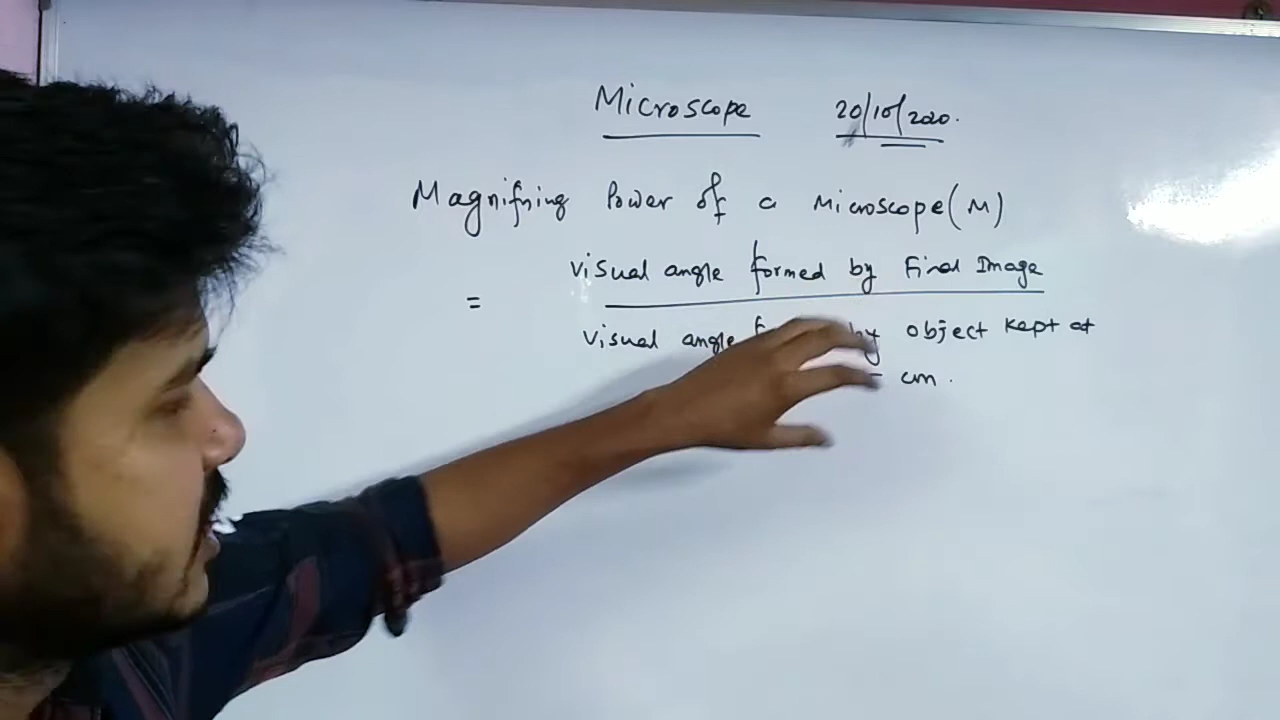 Microscope 20/10/2020.
Magnifying Power of a Microscope (M)
= visual angle formed by Final Image
visual angle by object kept at
cm.